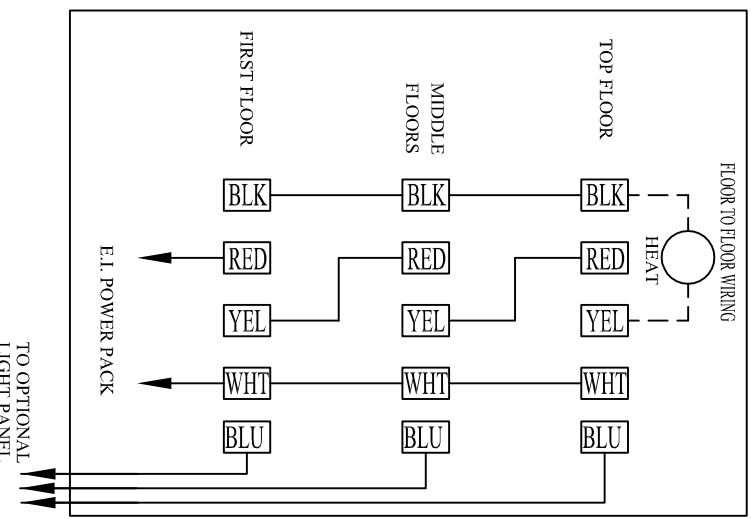 FLOOR TO FLOOR WIRING
HEAT
TOP FLOOR
BLK
RED
YEL
WHT
BLU
MIDDLE
FLOORS
BLK
RED
YEL
WHT
BLU
FIRST FLOOR
BLK
RED
YEL
WHT
BLU
E.I. POWER PACK
TO OPTIONAL
LIGHT PANEL